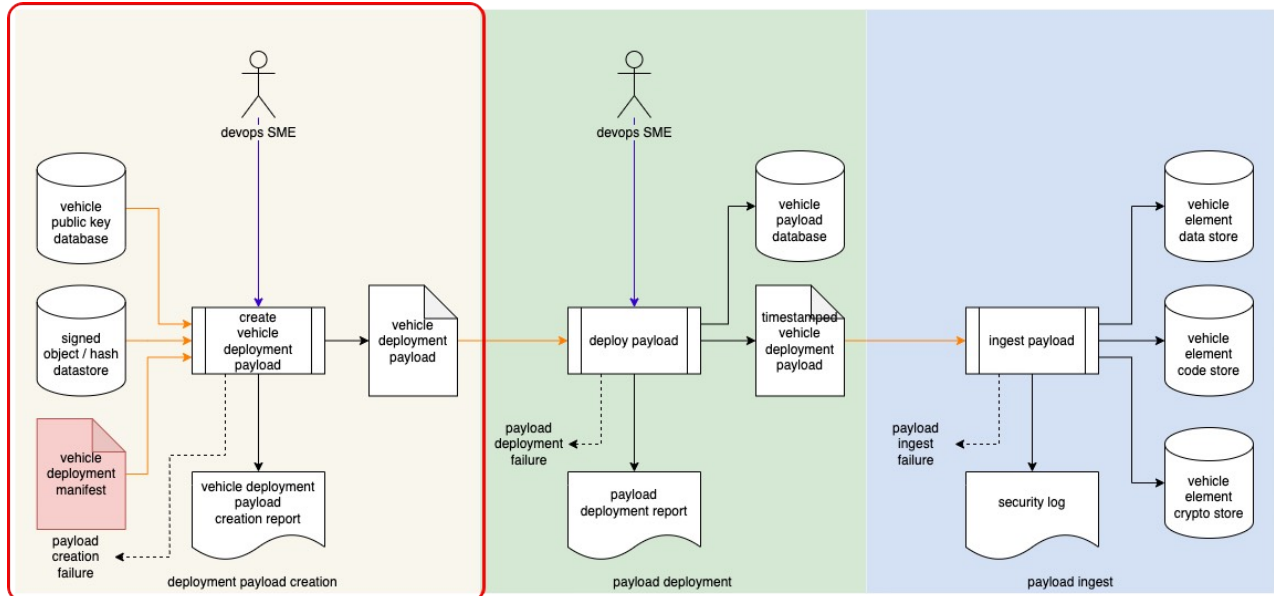 devops SME
vehicle
public key
database
signed
object / hash
datastore
vehicle
deployment
manifest
create
vehicle
deployment
payload
vehicle
deployment
payload
vehicle deployment
payload
creation report
payload
creation
failure
deployment payload creation
devops SME
vehicle
payload
database
deploy payload
timestamped
vehicle
deployment
payload
payload
deployment
failure
payload
deployment report
payload deployment
ingest payload
vehicle
element
data store
vehicle
element
code store
vehicle
element
crypto store
payload
ingest
failure
security log
payload ingest